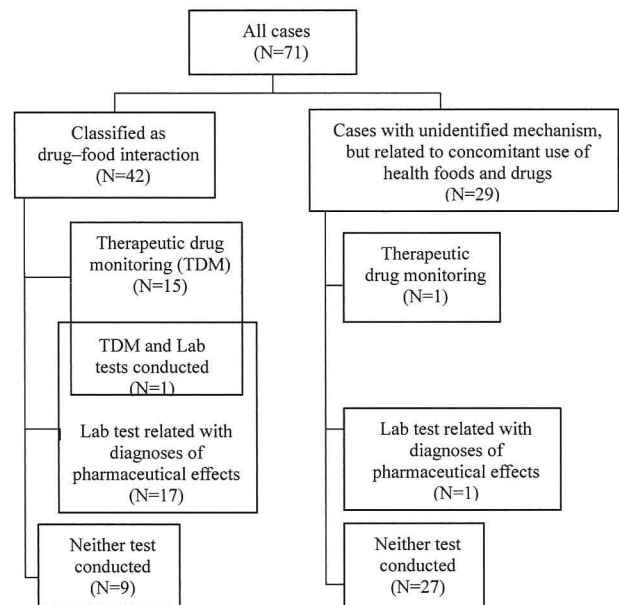 All cases
(N=71)
Classified as
drug–food interaction
(N=42)
Cases with unidentified mechanism,
but related to concomitant use of
health foods and drugs
(N=29)
Therapeutic drug
monitoring (TDM)
(N=15)
TDM and Lab
tests conducted
(N=1)
Lab test related with
diagnoses of
pharmaceutical effects
(N=17)
Neither test
conducted
(N=9)
Therapeutic
drug monitoring
(N=1)
Lab test related with
diagnoses of
pharmaceutical effects
(N=1)
Neither test
conducted
(N=27)